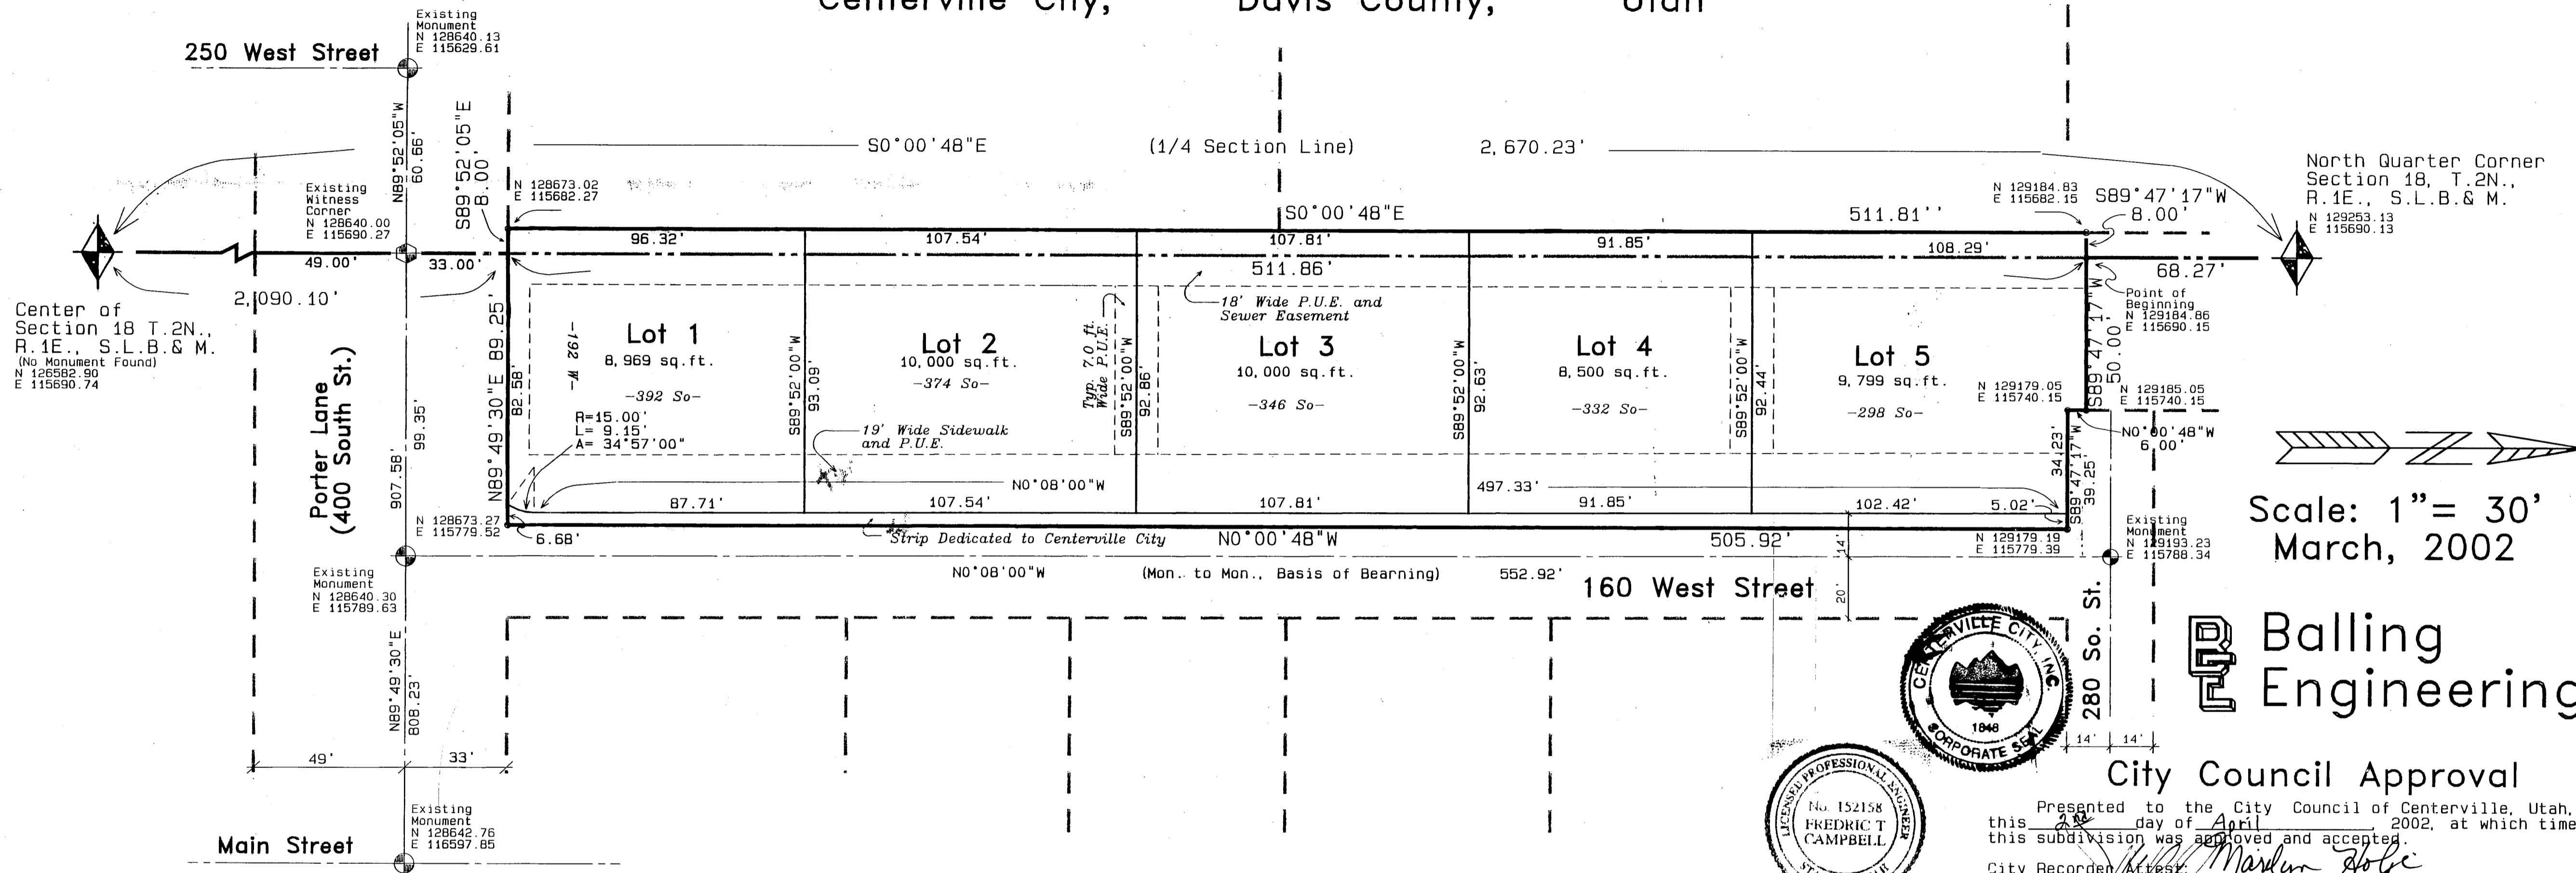 Centerville City, Davis County, Utah
250 West Street
Existing
Monument
N 128640.13
E 115629.61
N89°52'05"W
60.66'
S89°52'05"E
8.00'
S0°00'48"E (1/4 Section Line) 2,670.23'
North Quarter Corner
Section 18, T.2N.,
R.1E., S.L.B.& M.
N 129253.13
E 115690.13
Existing
Witness
Corner
N 128640.00
E 115690.27
N 128673.02
E 115682.27
N 129184.83
E 115682.15
S89°47'17"W
8.00'
S0°00'48"E
511.81''
96.32'
107.54'
107.81'
91.85'
108.29'
49.00'
33.00'
511.86'
68.27'
2,090.10'
Center of
Section 18 T.2N.,
R.1E., S.L.B.& M.
(No Monument Found)
N 126582.90
E 115690.74
Porter Lane
(400 South St.)
907.58'
99.35'
N89°49'30"E 89.25'
82.58'
-192 W-
Lot 1
8,969 sq.ft.
-392 So-
R=15.00'
L= 9.15'
A= 34°57'00"
S89°52'00"W
93.09'
Lot 2
10,000 sq.ft.
-374 So-
19' Wide Sidewalk
and P.U.E.
Typ. 7.0 ft.
Wide P.U.E.
S89°52'00"W
92.86'
18' Wide P.U.E. and
Sewer Easement
Lot 3
10,000 sq.ft.
-346 So-
S89°52'00"W
92.63'
Lot 4
8,500 sq.ft.
-332 So-
S89°52'00"W
92.44'
Lot 5
9,799 sq.ft.
-298 So-
Point of
Beginning
N 129184.86
E 115690.15
S89°47'17"W
50.00'
N 129179.05
E 115740.15
N 129185.05
E 115740.15
N0°00'48"W
6.00'
34.23'
S89°47'17"W
39.25'
N0°08'00"W
497.33'
87.71'
107.54'
107.81'
91.85'
102.42'
5.02'
N 128673.27
E 115779.52
6.68'
Strip Dedicated to Centerville City
N0°00'48"W
505.92'
14'
N 129179.19
E 115779.39
Existing
Monument
N 129193.23
E 115788.34
Scale: 1"= 30'
March, 2002
Existing
Monument
N 128640.30
E 115789.63
N0°08'00"W (Mon. to Mon., Basis of Bearning) 552.92'
160 West Street
20'
280 So. St.
N89°49'30"E
808.23'
49'
33'
14'
14'
CENTERVILLE CITY, INC.
1848
CORPORATE SEAL
BE
Balling
Engineering
LICENSED PROFESSIONAL ENGINEER
No. 152158
FREDRIC T
CAMPBELL
City Council Approval
Presented to the City Council of Centerville, Utah,
this 2nd day of April, 2002, at which time
this subdivision was approved and accepted.
City Recorder Attest:
Existing
Monument
N 128642.76
E 116597.85
Main Street